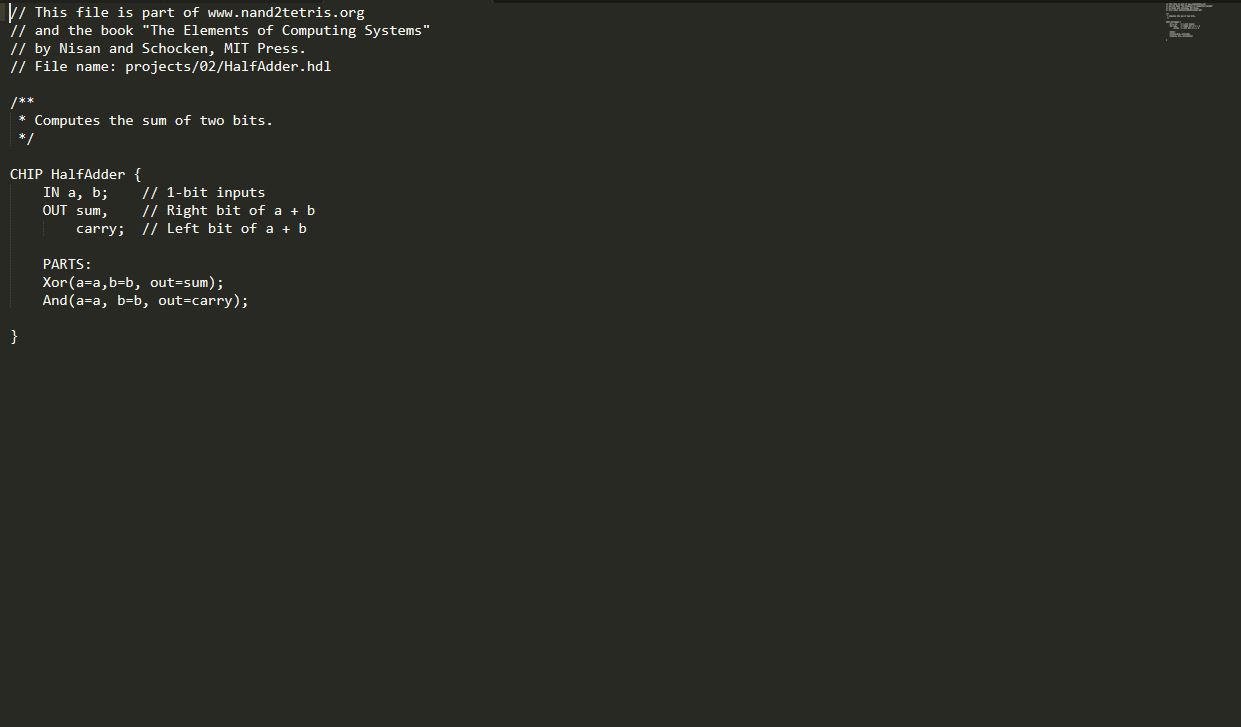 // This file is part of www.nand2tetris.org
// and the book "The Elements of Computing Systems"
// by Nisan and Schocken, MIT Press.
// File name: projects/02/HalfAdder.hdl

/**
 * Computes the sum of two bits.
 */

CHIP HalfAdder {
    IN a, b;    // 1-bit inputs
    OUT sum,    // Right bit of a + b
        carry;  // Left bit of a + b

    PARTS:
    Xor(a=a,b=b, out=sum);
    And(a=a, b=b, out=carry);

}